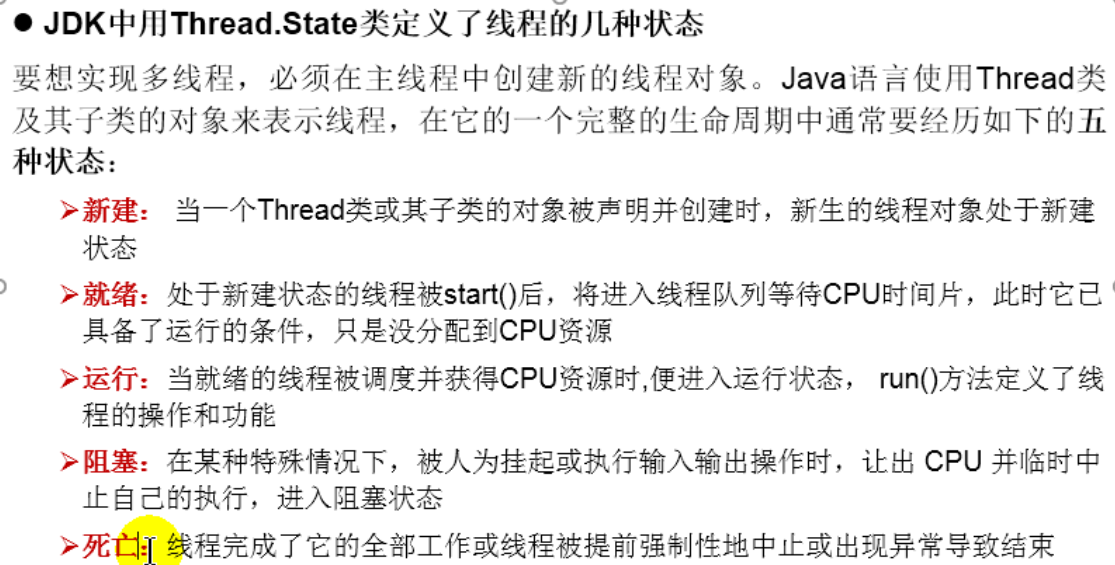 ● JDK中用Thread.State类定义了线程的几种状态
要想实现多线程，必须在主线程中创建新的线程对象。Java语言使用Thread类
及其子类的对象来表示线程，在它的一个完整的生命周期中通常要经历如下的五
种状态：
➢新建： 当一个Thread类或其子类的对象被声明并创建时，新生的线程对象处于新建
状态
➢就绪：处于新建状态的线程被start()后，将进入线程队列等待CPU时间片，此时它已
具备了运行的条件，只是没分配到CPU资源
➢运行：当就绪的线程被调度并获得CPU资源时,便进入运行状态， run()方法定义了线
程的操作和功能
➢阻塞：在某种特殊情况下，被人为挂起或执行输入输出操作时，让出 CPU 并临时中
止自己的执行，进入阻塞状态
➢死亡：线程完成了它的全部工作或线程被提前强制性地中止或出现异常导致结束